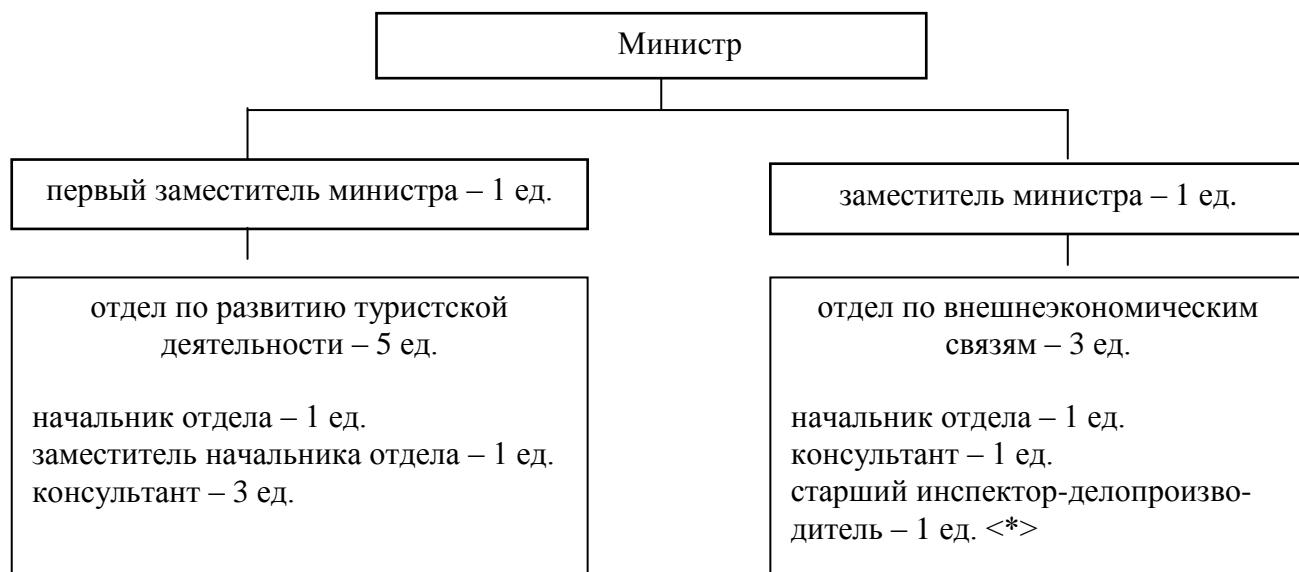 Министр
первый заместитель министра – 1 ед.
заместитель министра – 1 ед.
отдел по развитию туристской
деятельности – 5 ед.
начальник отдела – 1 ед.
заместитель начальника отдела – 1 ед.
консультант – 3 ед.
отдел по внешнеэкономическим
связям – 3 ед.
начальник отдела – 1 ед.
консультант – 1 ед.
старший инспектор-делопроизво-
дитель – 1 ед. <*>